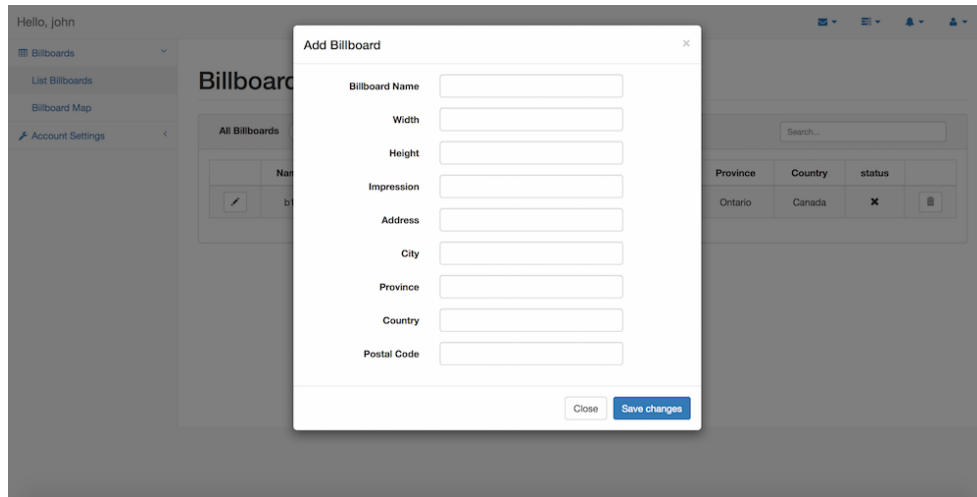 Hello, john
Billboards
List Billboards
Billboard Map
Account Settings
Billboard
All Billboards
Search...
Province Country status
b1 Ontario Canada
Add Billboard ×
Billboard Name
Width
Height
Impression
Address
City
Province
Country
Postal Code
Close Save changes